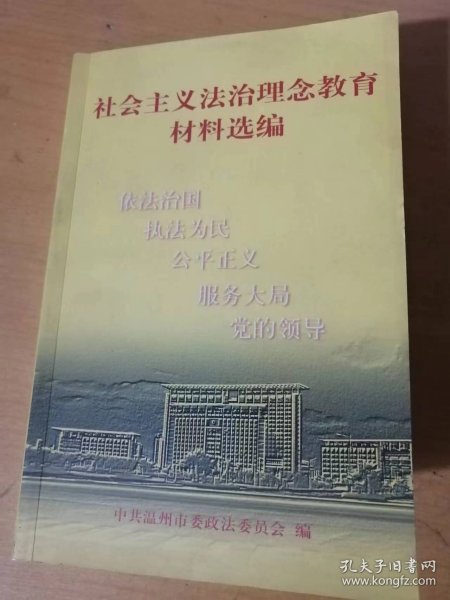 社会主义法治理念教育
材料选编
依法治国
执法为民
公平正义
服务大局
党的领导
中共温州市委政法委员会 编
孔夫子旧书网
www.kongfz.com